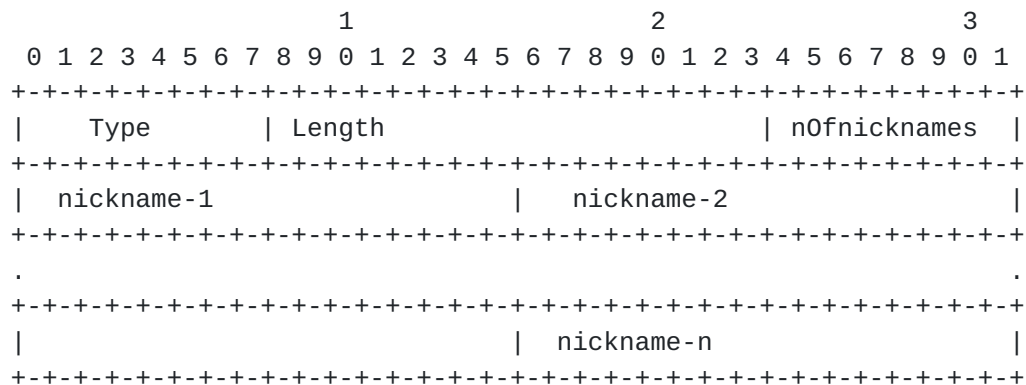 1                   2                   3
 0 1 2 3 4 5 6 7 8 9 0 1 2 3 4 5 6 7 8 9 0 1 2 3 4 5 6 7 8 9 0 1
+-+-+-+-+-+-+-+-+-+-+-+-+-+-+-+-+-+-+-+-+-+-+-+-+-+-+-+-+-+-+-+-+
|    Type       | Length                        | nOfnicknames  |
+-+-+-+-+-+-+-+-+-+-+-+-+-+-+-+-+-+-+-+-+-+-+-+-+-+-+-+-+-+-+-+-+
|  nickname-1                   |   nickname-2                  |
+-+-+-+-+-+-+-+-+-+-+-+-+-+-+-+-+-+-+-+-+-+-+-+-+-+-+-+-+-+-+-+-+
.                                                               .
+-+-+-+-+-+-+-+-+-+-+-+-+-+-+-+-+-+-+-+-+-+-+-+-+-+-+-+-+-+-+-+-+
|                               |  nickname-n                   |
+-+-+-+-+-+-+-+-+-+-+-+-+-+-+-+-+-+-+-+-+-+-+-+-+-+-+-+-+-+-+-+-+